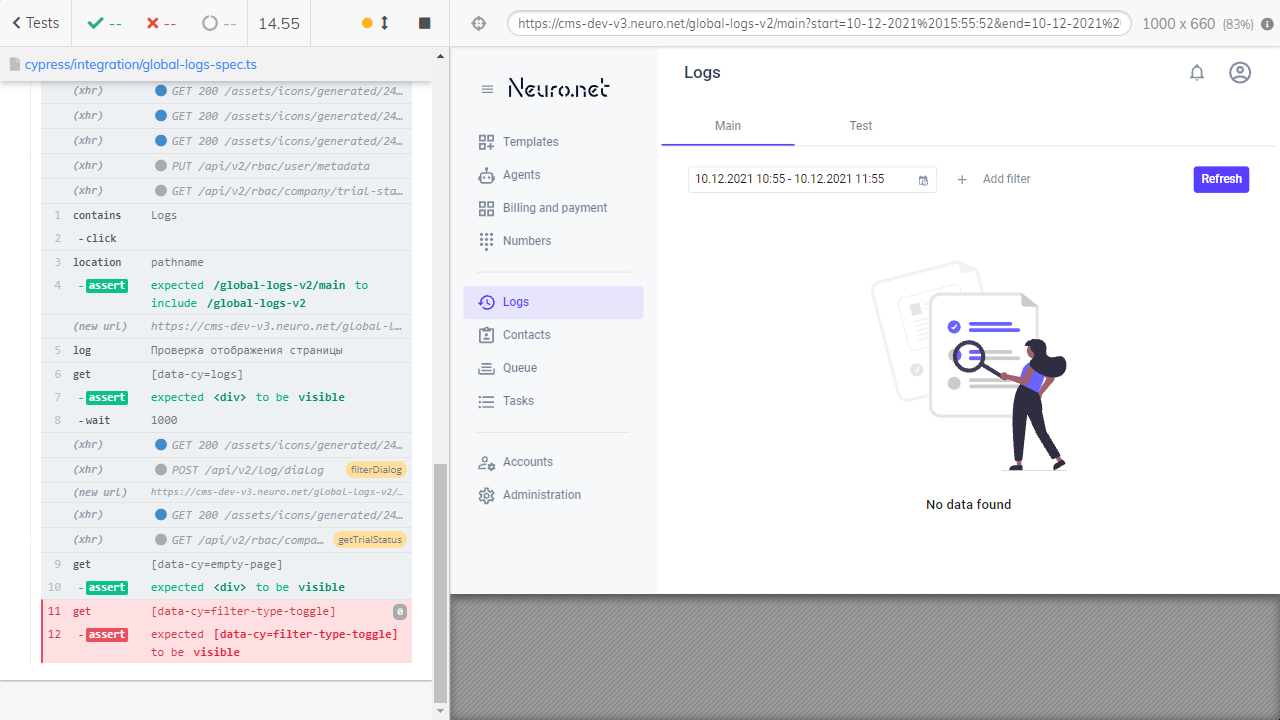 Tests
--
--
--
14.55
https://cms-dev-v3.neuro.net/global-logs-v2/main?start=10-12-2021%2015:55:52&end=10-12-2021%20
1000 x 660 (83%)
cypress/integration/global-logs-spec.ts
(xhr) GET 200 /assets/icons/generated/24…
(xhr) GET 200 /assets/icons/generated/24…
(xhr) GET 200 /assets/icons/generated/24…
(xhr) PUT /api/v2/rbac/user/metadata
(xhr) GET /api/v2/rbac/company/trial-sta…
1 contains Logs
2 -click
3 location pathname
4 -assert expected /global-logs-v2/main to
include /global-logs-v2
(new url) https://cms-dev-v3.neuro.net/global-l…
5 log Проверка отображения страницы
6 get [data-cy=logs]
7 -assert expected <div> to be visible
8 -wait 1000
(xhr) GET 200 /assets/icons/generated/24…
(xhr) POST /api/v2/log/dialog filterDialog
(new url) https://cms-dev-v3.neuro.net/global-logs-v2/…
(xhr) GET 200 /assets/icons/generated/24…
(xhr) GET /api/v2/rbac/compa… getTrialStatus
9 get [data-cy=empty-page]
10 -assert expected <div> to be visible
11 get [data-cy=filter-type-toggle] 0
12 -assert expected [data-cy=filter-type-toggle]
to be visible
Neuro.net
Templates
Agents
Billing and payment
Numbers
Logs
Contacts
Queue
Tasks
Accounts
Administration
Logs
Main
Test
10.12.2021 10:55 - 10.12.2021 11:55
+ Add filter
Refresh
No data found